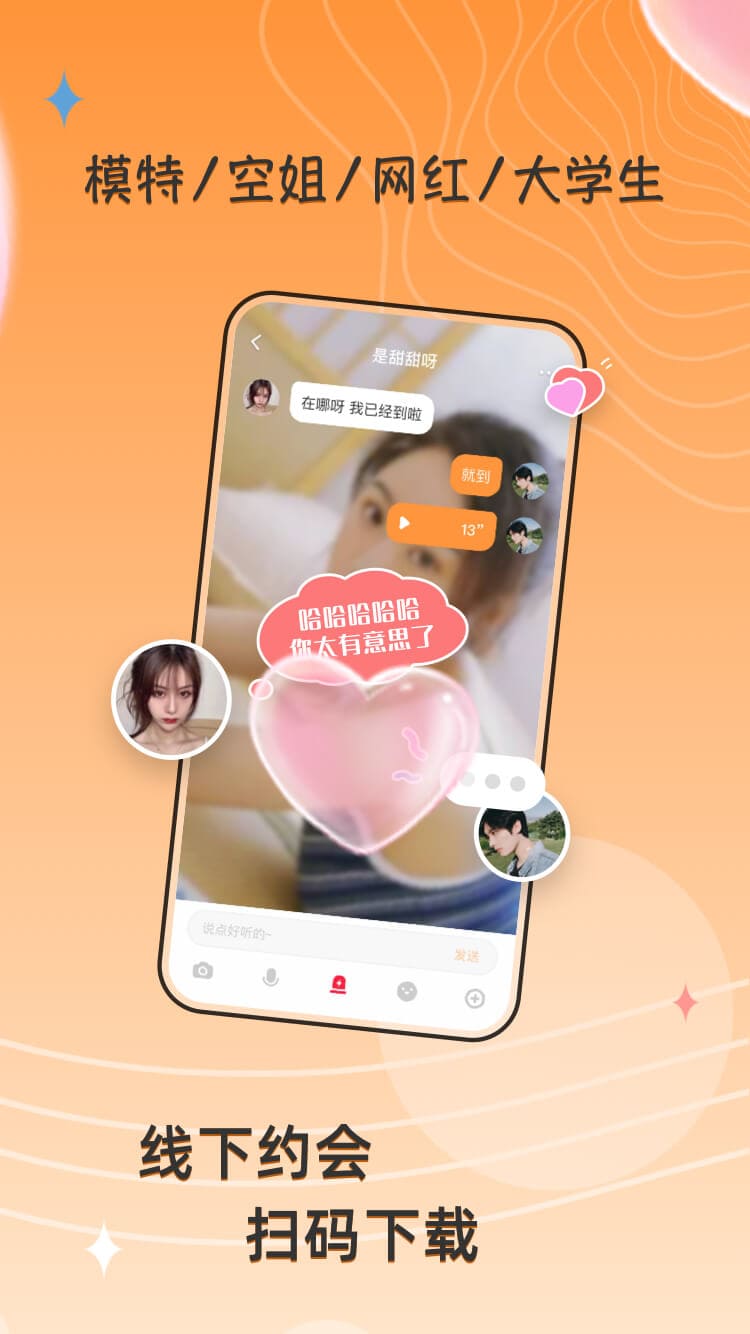 模特/空姐/网红/大学生
是甜甜呀
在哪呀 我已经到啦
就到
13”
哈哈哈哈哈
你太有意思了
说点好听的~
发送
线下约会
扫码下载